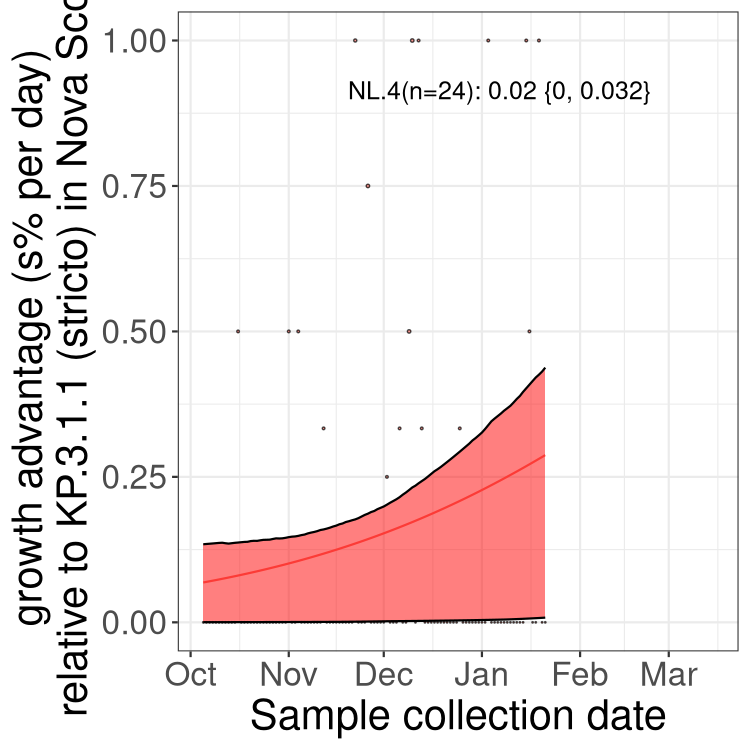 growth advantage (s% per day)
relative to KP.3.1.1 (stricto) in Nova Sco
1.00
0.75
0.50
0.25
0.00
NL.4(n=24): 0.02 {0, 0.032}
Oct Nov Dec Jan Feb Mar
Sample collection date